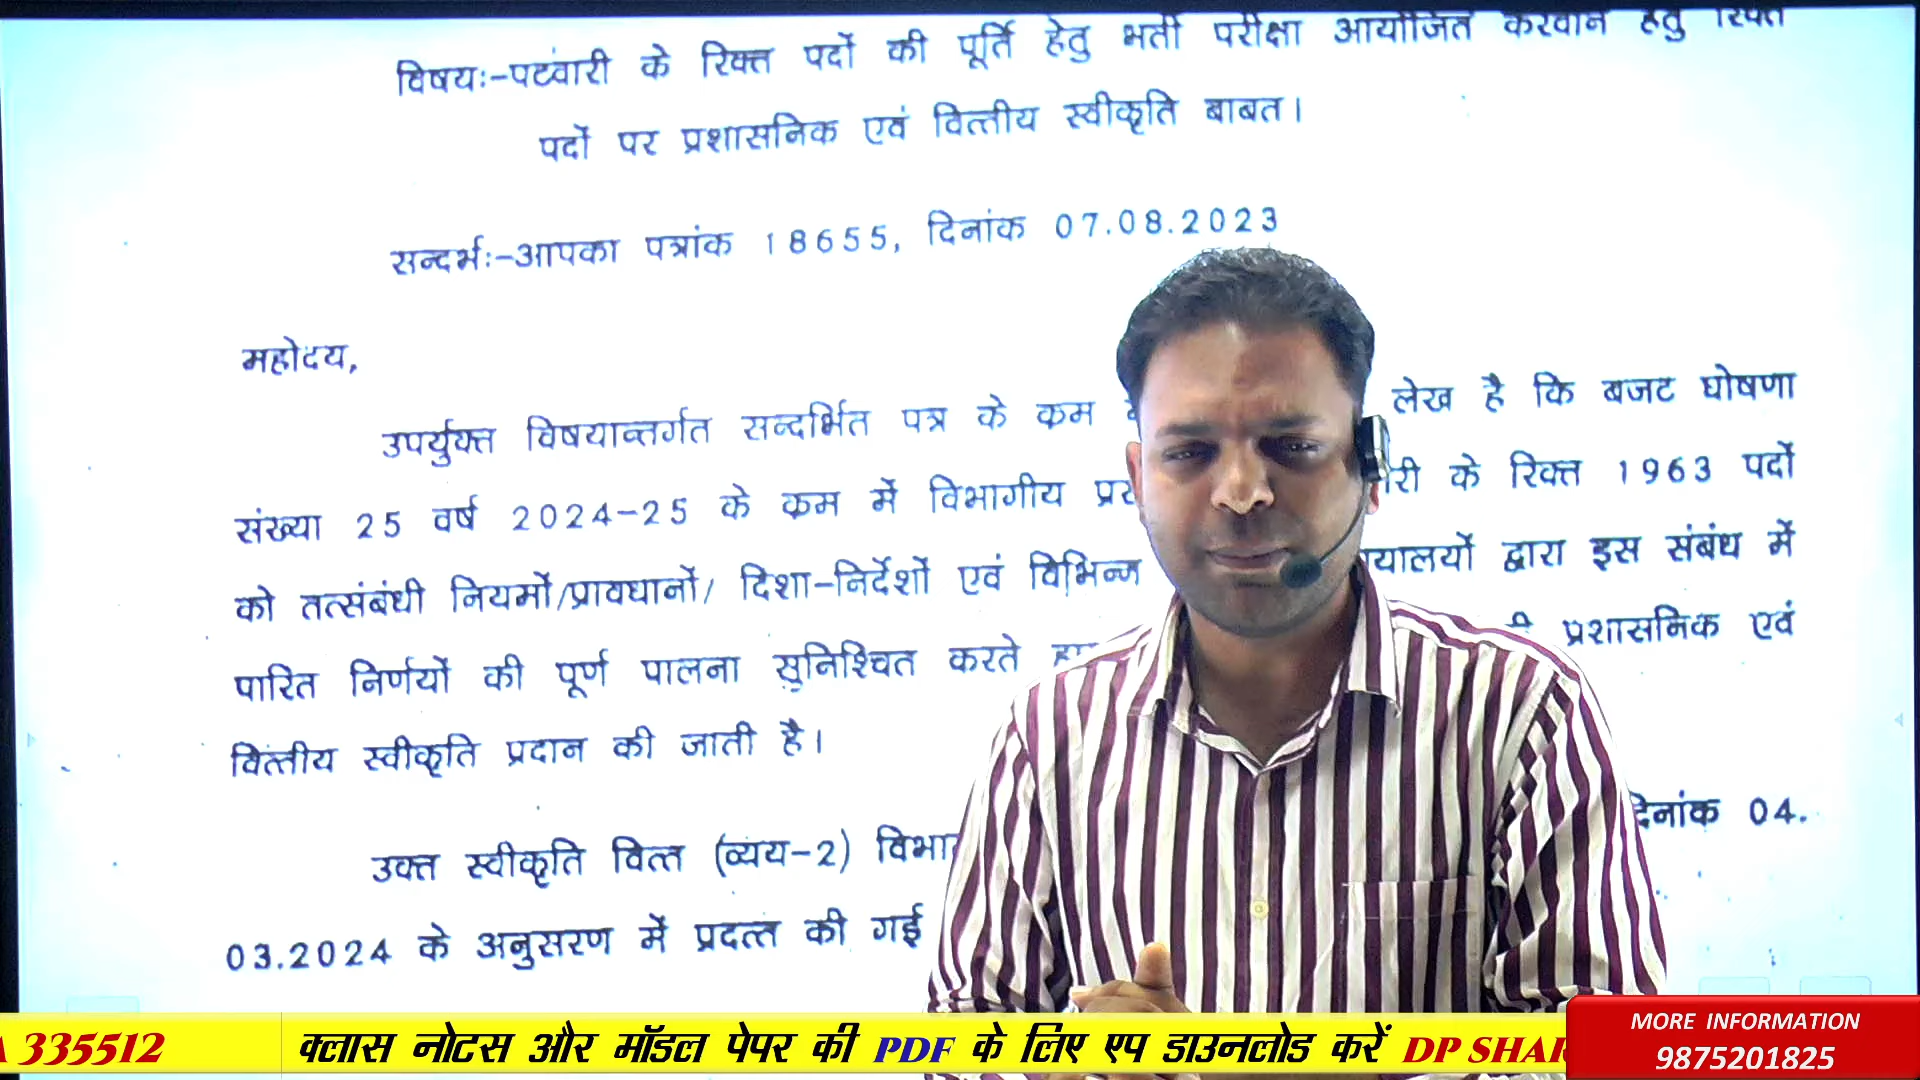 विषयः-पटवारी के रिक्त पदों की पूर्ति हेतु भर्ती परीक्षा आयोजित करवाने हेतु रिक्त
पदों पर प्रशासनिक एवं वित्तीय स्वीकृति बाबत।
सन्दर्भः-आपका पत्रांक 18655, दिनांक 07.08.2023
महोदय,
उपर्युक्त विषयान्तर्गत सन्दर्भित पत्र के क्रम लेख है कि बजट घोषणा
संख्या 25 वर्ष 2024-25 के क्रम में विभागीय के रिक्त 1963 पदों
को तत्संबंधी नियमों/प्रावधानों/ दिशा-निर्देशों एवं विभिन्न द्वारा इस संबंध में
पारित निर्णयों की पूर्ण पालना सुनिश्चित करते प्रशासनिक एवं
वित्तीय स्वीकृति प्रदान की जाती है।
उक्त स्वीकृति वित्त (व्यय-2) दिनांक 04.
03.2024 के अनुसरण में प्रदत्त की गई
335512 क्लास नोटस और मॉडल पेपर की PDF के लिए एप डाउनलोड करें DP SHAR
MORE INFORMATION
9875201825